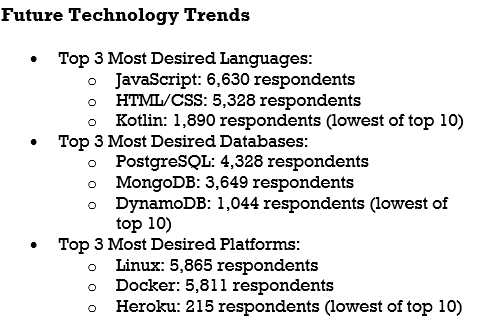 Future Technology Trends
• Top 3 Most Desired Languages:
o JavaScript: 6,630 respondents
o HTML/CSS: 5,328 respondents
o Kotlin: 1,890 respondents (lowest of top 10)
• Top 3 Most Desired Databases:
o PostgreSQL: 4,328 respondents
o MongoDB: 3,649 respondents
o DynamoDB: 1,044 respondents (lowest of
top 10)
• Top 3 Most Desired Platforms:
o Linux: 5,865 respondents
o Docker: 5,811 respondents
o Heroku: 215 respondents (lowest of top 10)